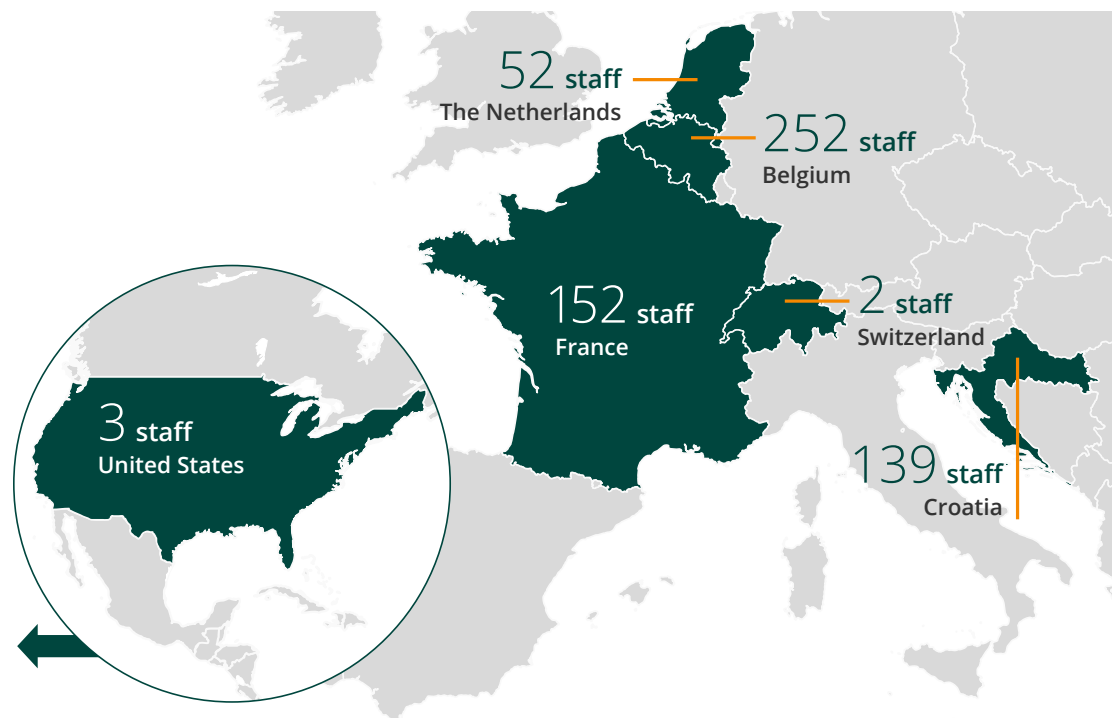 52 staff
The Netherlands
252 staff
Belgium
152 staff
France
2 staff
Switzerland
3 staff
United States
139 staff
Croatia